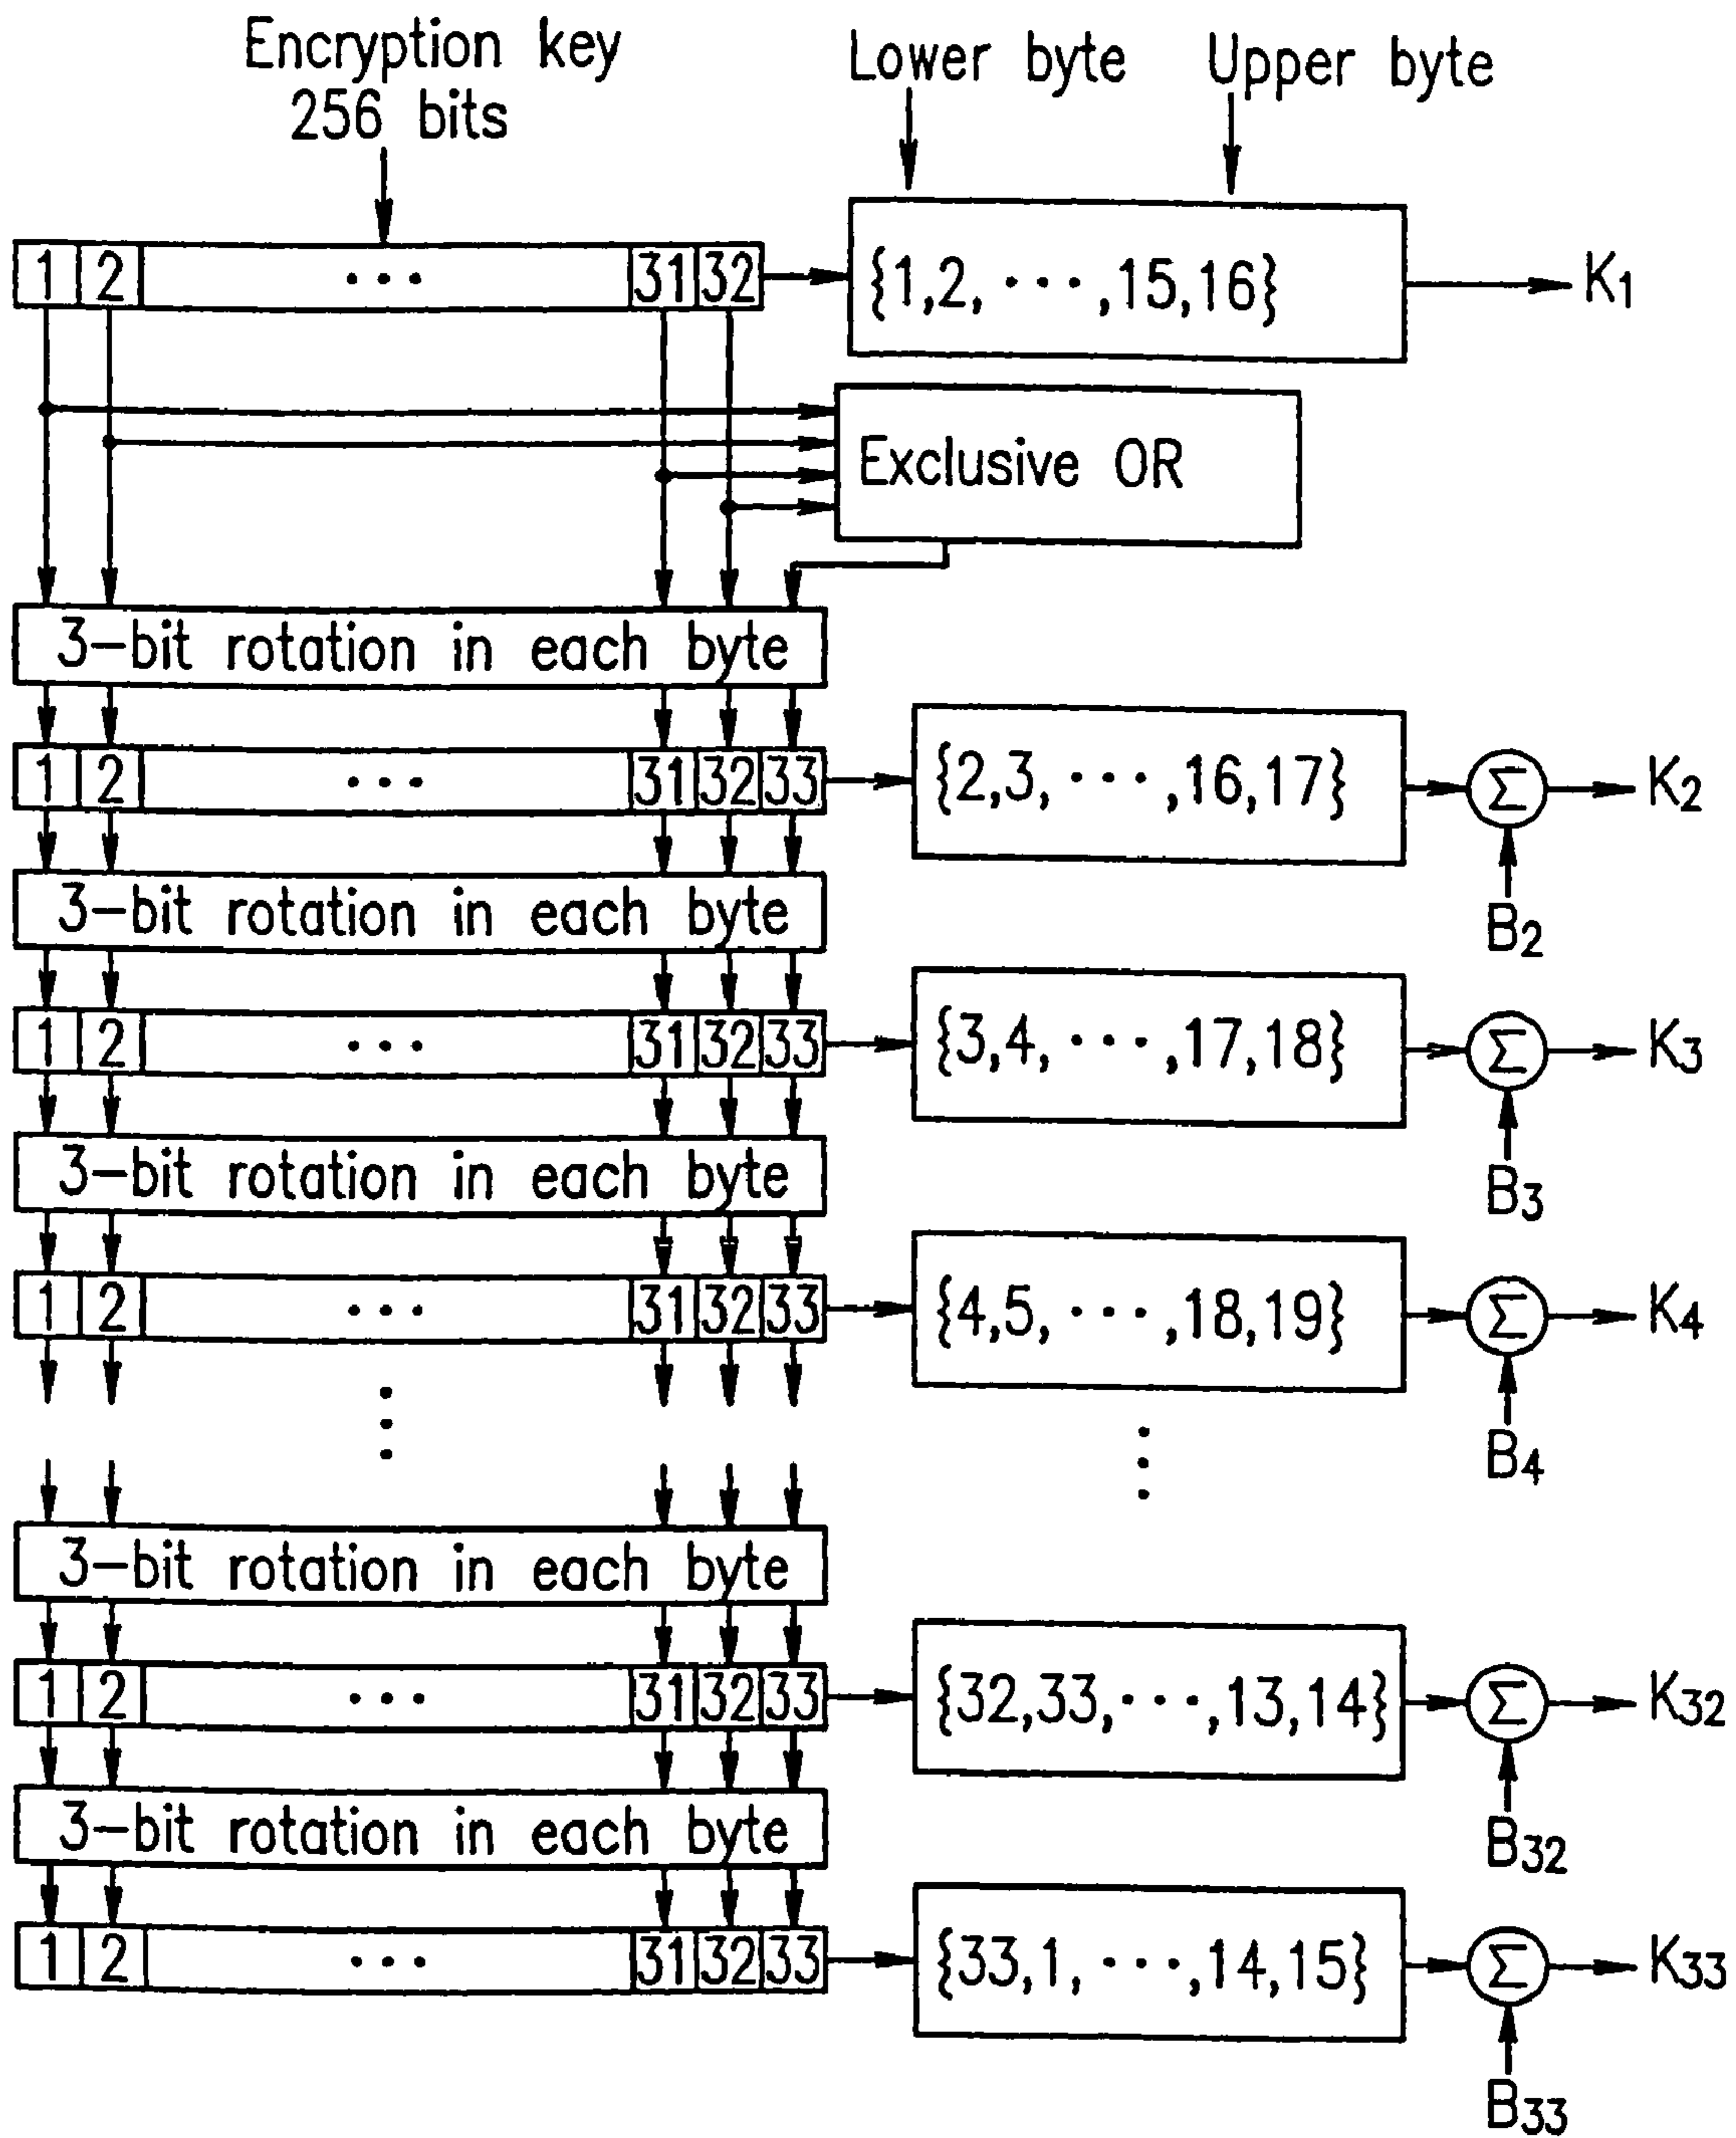 Encryption key
256 bits
Lower byte Upper byte
1 2 ... 31 32 {1,2, ... ,15,16} K1
Exclusive OR
3-bit rotation in each byte
1 2 ... 31 32 33 {2,3, ... ,16,17} Σ K2
B2
3-bit rotation in each byte
1 2 ... 31 32 33 {3,4, ... ,17,18} Σ K3
B3
3-bit rotation in each byte
1 2 ... 31 32 33 {4,5, ... ,18,19} Σ K4
B4
3-bit rotation in each byte
1 2 ... 31 32 33 {32,33, ... ,13,14} Σ K32
B32
3-bit rotation in each byte
1 2 ... 31 32 33 {33,1, ... ,14,15} Σ K33
B33